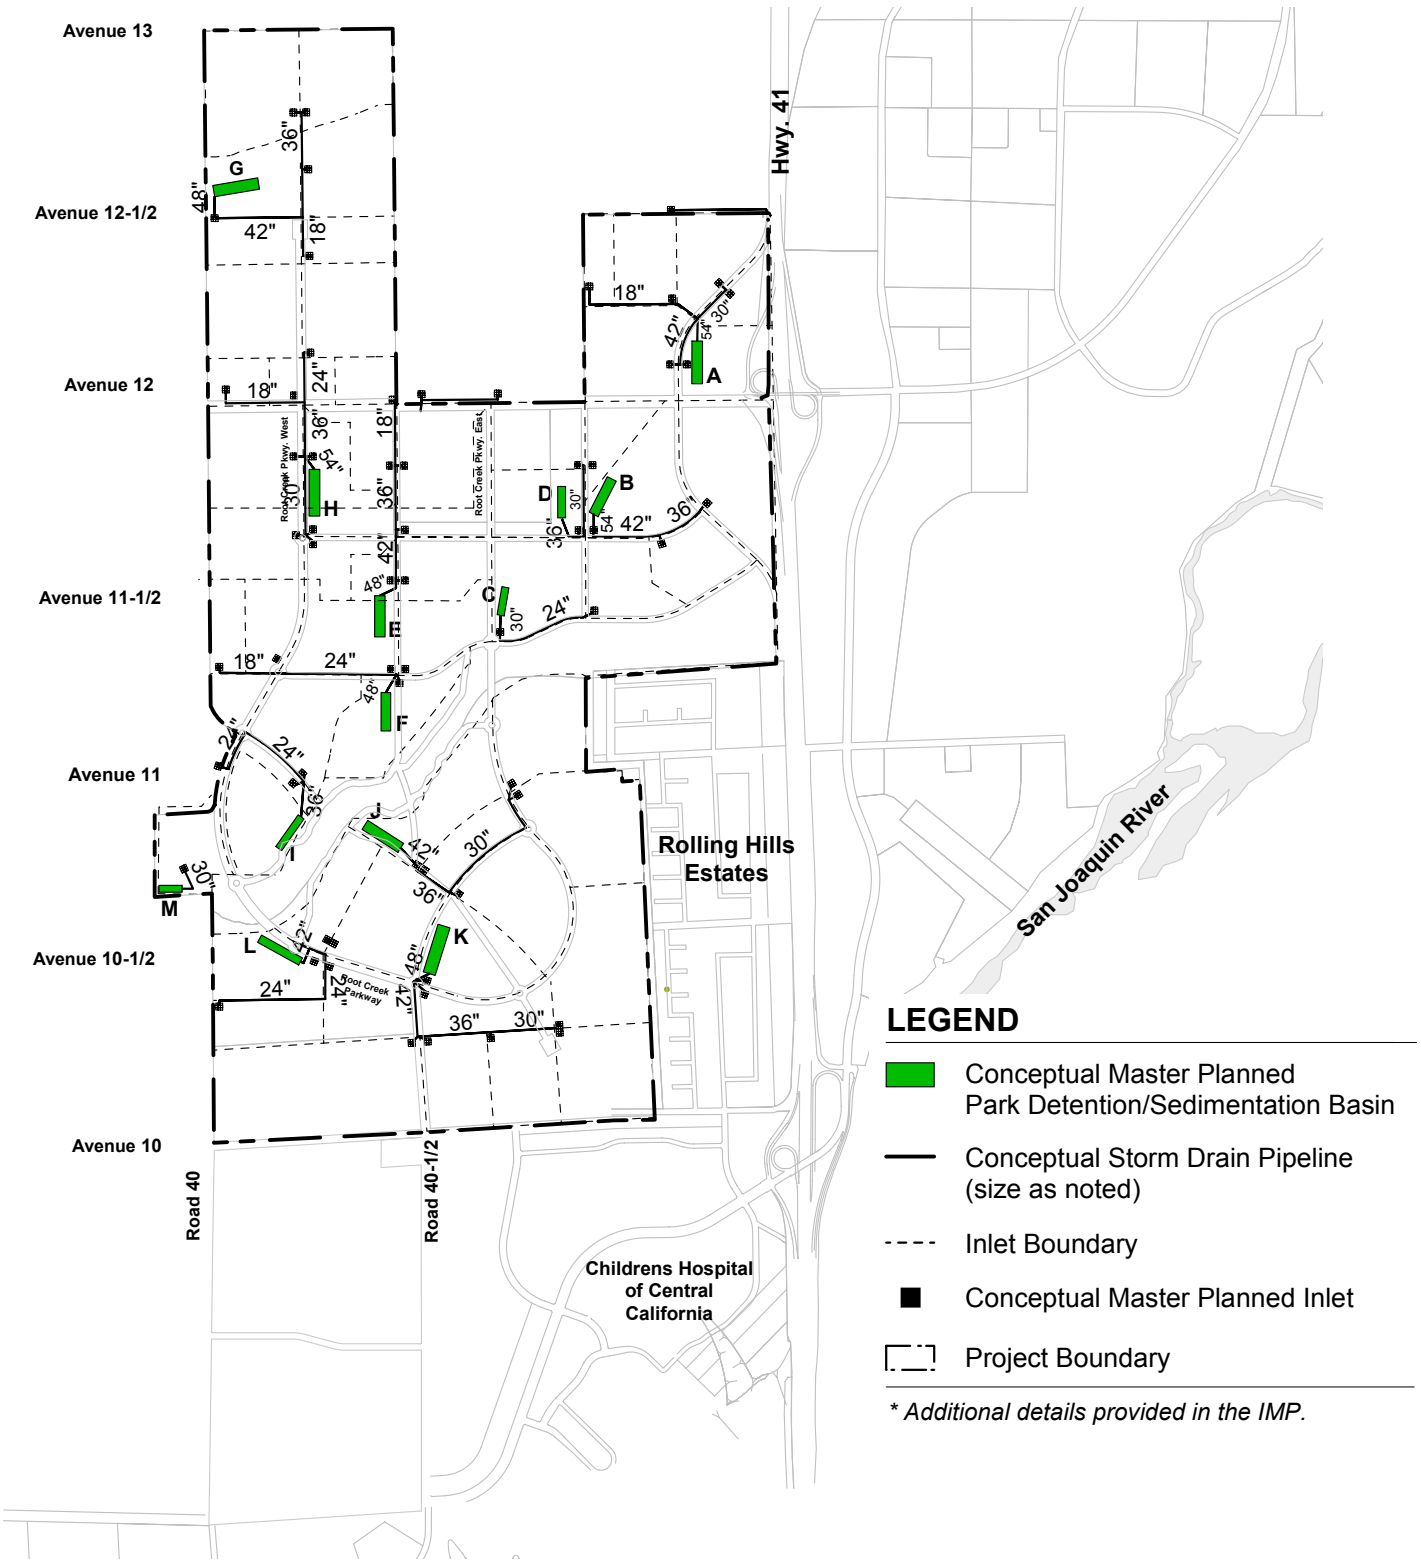 Avenue 13
36"
G
48"
Avenue 12-1/2
42"
18"
Hwy. 41
18"
30"
42"
54"
A
Avenue 12
18"
24"
36"
18"
Root Creek Pkwy. West
Root Creek Pkwy. East
54"
30"
H
36"
D
30"
B
54"
36"
42"
36"
42"
48"
E
C
30"
24"
Avenue 11-1/2
18"
24"
48"
F
24"
24"
Avenue 11
36"
I
J
42"
30"
36"
Rolling Hills
Estates
San Joaquin River
30"
M
L
42"
K
48"
Avenue 10-1/2
24"
24"
Root Creek
Parkway
42"
36"
30"
Avenue 10
Road 40
Road 40-1/2
Childrens Hospital
of Central
California
LEGEND
Conceptual Master Planned
Park Detention/Sedimentation Basin
Conceptual Storm Drain Pipeline
(size as noted)
Inlet Boundary
Conceptual Master Planned Inlet
Project Boundary
* Additional details provided in the IMP.